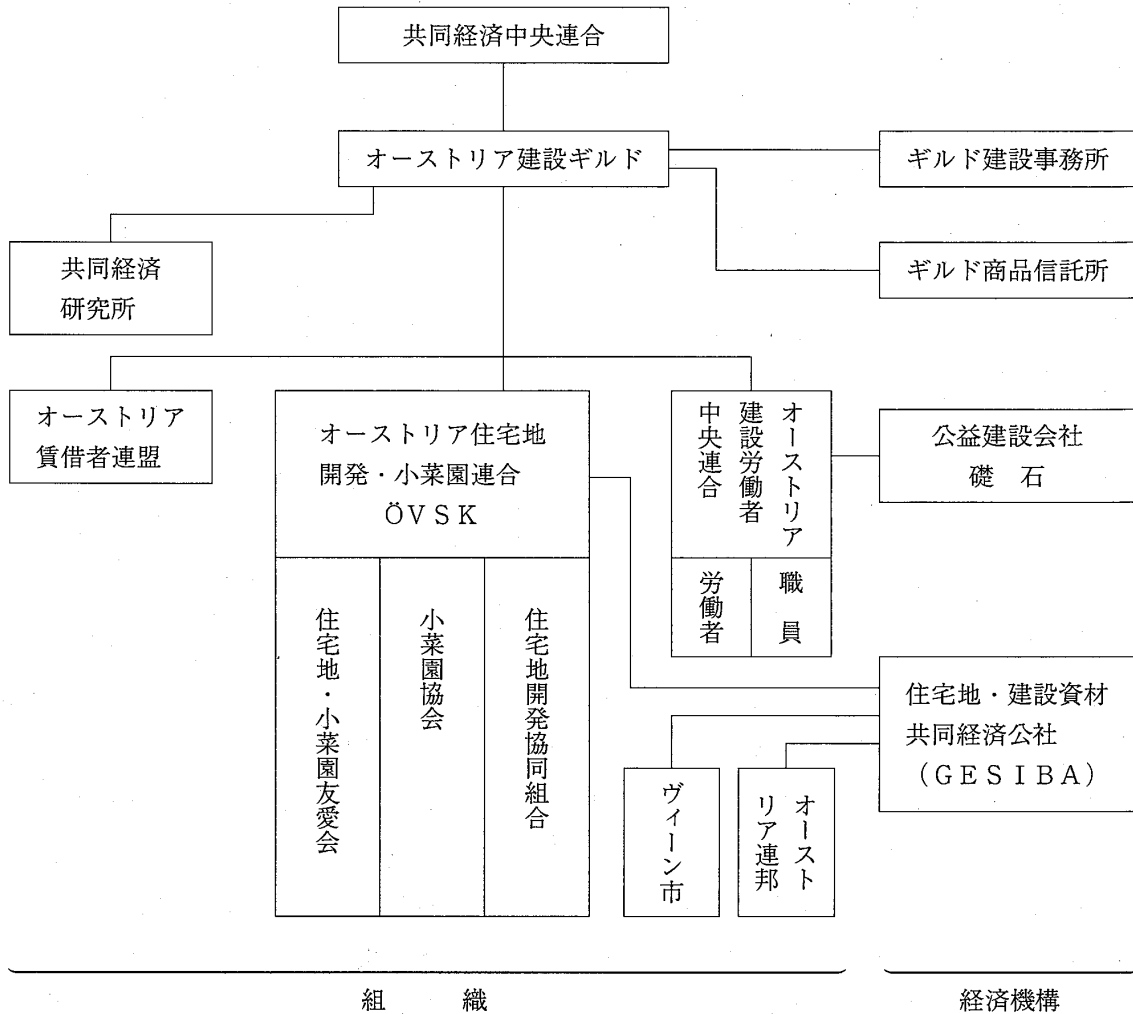 共同経済中央連合
オーストリア建設ギルド
ギルド建設事務所
共同経済
研究所
ギルド商品信託所
オーストリア
賃借者連盟
オーストリア住宅地
開発・小菜園連合
ÖVSK
オーストリア
建設労働者
中央連合
公益建設会社
礎 石
住宅地・小菜園友愛会
小菜園協会
住宅地開発協同組合
労働者
職 員
住宅地・建設資材
共同経済公社
(GESIBA)
ヴィーン市
オースト
リア連邦
組 織
経済機構